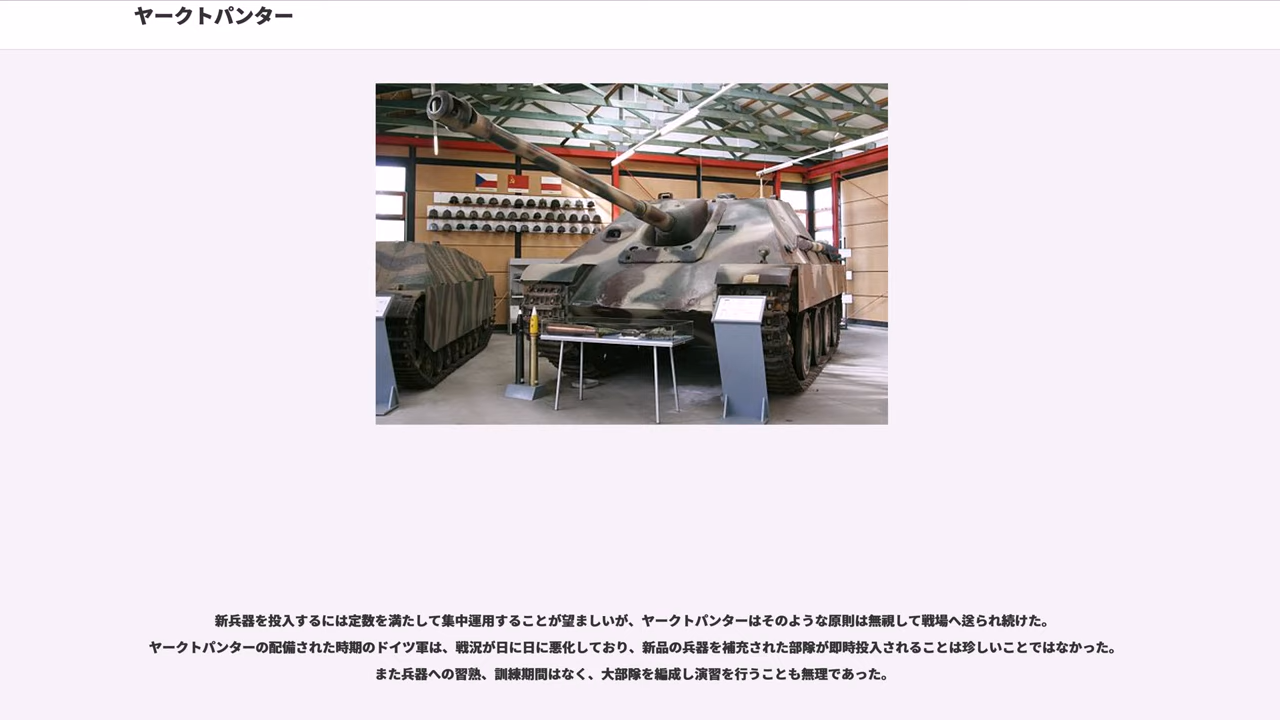 ヤークトパンター
新兵器を投入するには定数を満たして集中運用することが望ましいが、ヤークトパンターはそのような原則は無視して戦場へ送られ続けた。
ヤークトパンターの配備された時期のドイツ軍は、戦況が日に日に悪化しており、新品の兵器を補充された部隊が即時投入されることは珍しいことではなかった。
また兵器への習熟、訓練期間はなく、大部隊を編成し演習を行うことも無理であった。